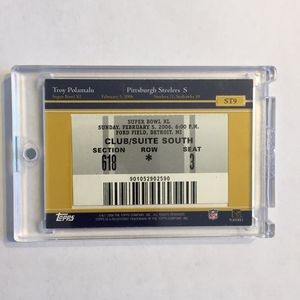 Troy Polamalu
Pittsburgh Steelers S
ST9
Super Bowl XL
February 5, 2006
Steelers 21, Seahawks 10
SUPER BOWL XL
SUNDAY, FEBRUARY 5, 2006, 6:00 P.M.
FORD FIELD, DETROIT, MI
CLUB/SUITE SOUTH
SECTION ROW SEAT
618 * 3
901052902590
Topps
NFL
PLAYERS